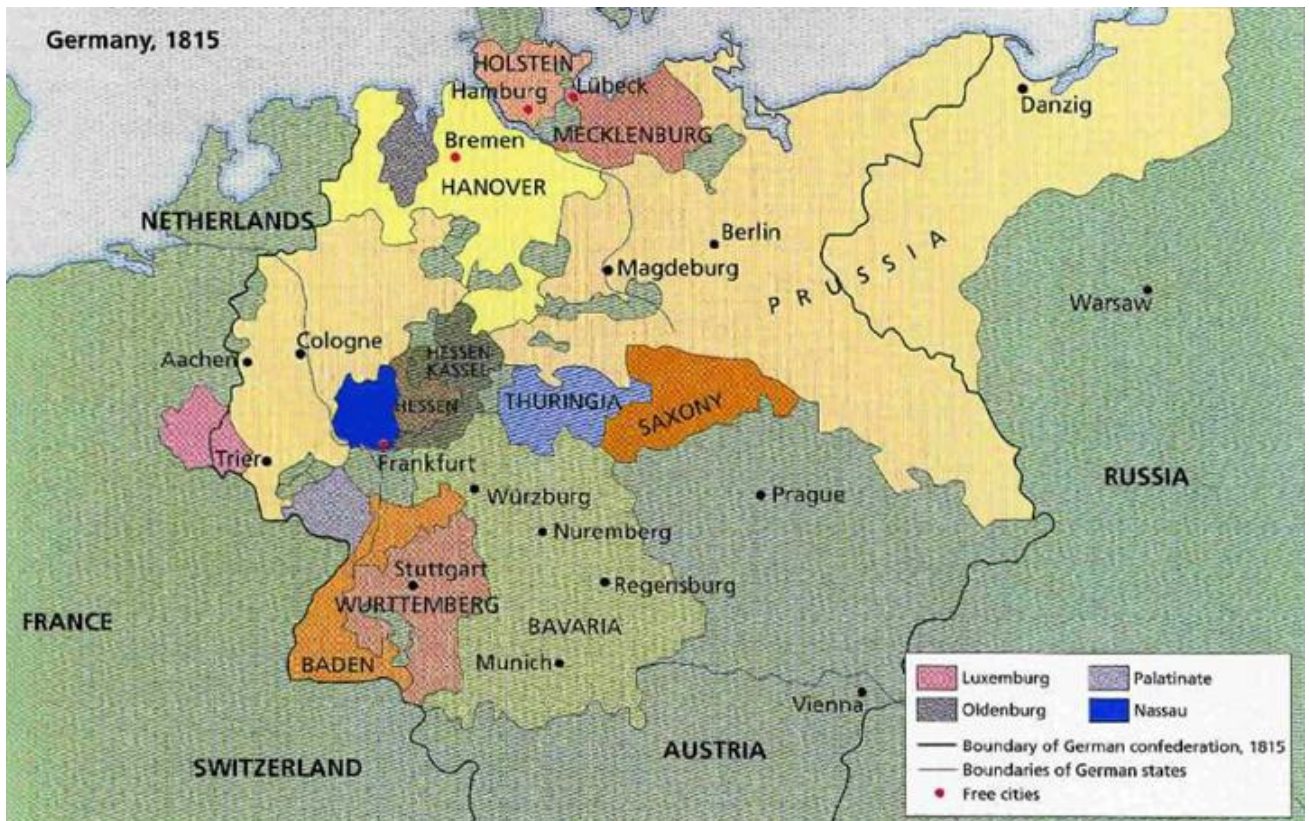 Germany, 1815
HOLSTEIN
Hamburg
Lübeck
MECKLENBURG
Danzig
Bremen
HANOVER
NETHERLANDS
Berlin
Magdeburg
PRUSSIA
Warsaw
Aachen
Cologne
HESSEN
KASSEL
HESSEN
THURINGIA
SAXONY
Trier
Frankfurt
RUSSIA
Würzburg
Prague
Nuremberg
Stuttgart
WURTTEMBERG
Regensburg
FRANCE
BAVARIA
BADEN
Munich
Vienna
SWITZERLAND
AUSTRIA
Luxemburg
Palatinate
Oldenburg
Nassau
Boundary of German confederation, 1815
Boundaries of German states
Free cities